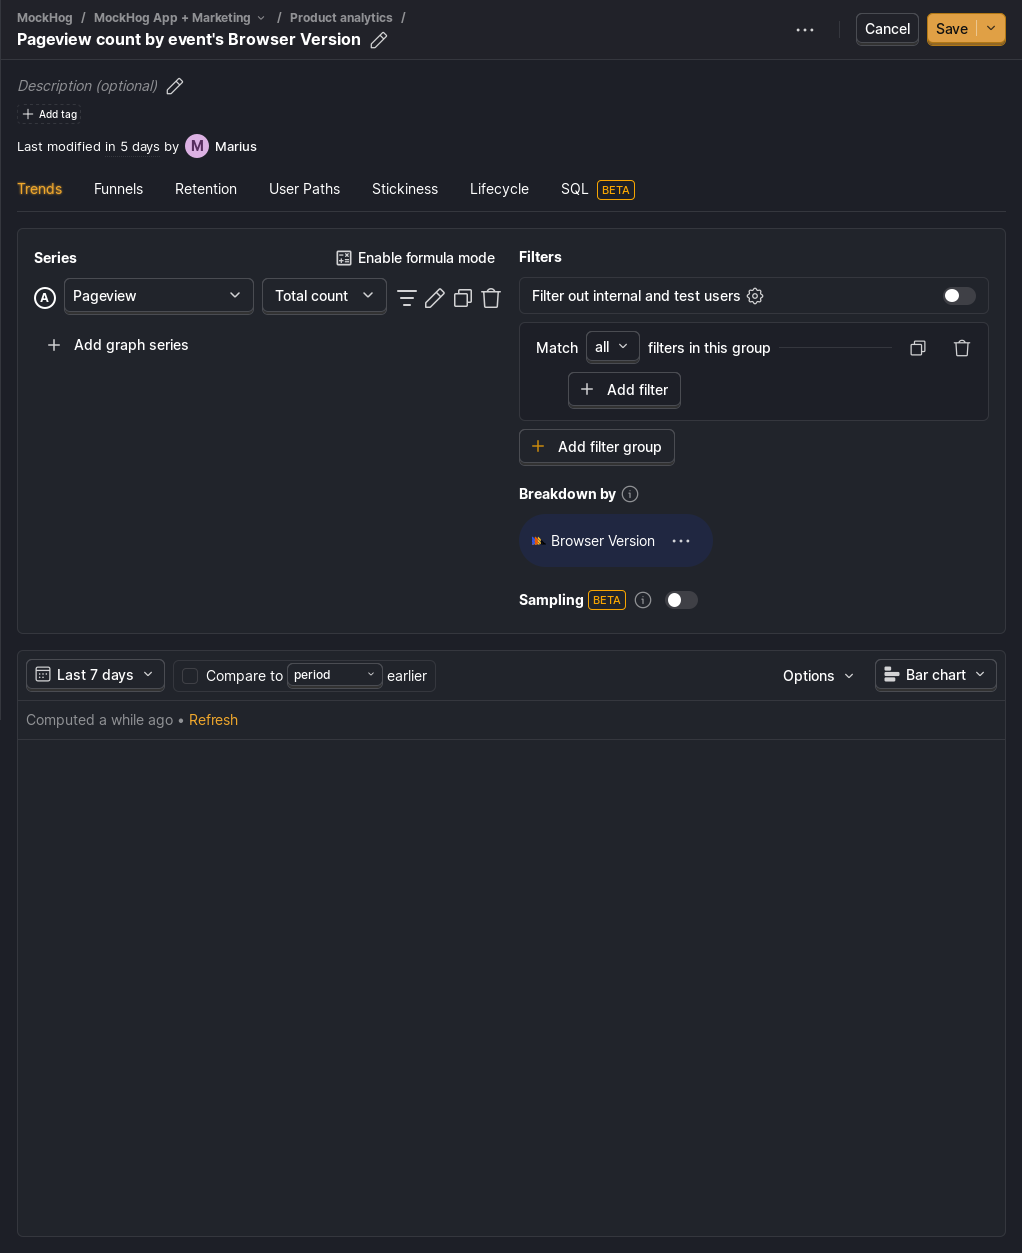 MockHog / MockHog App + Marketing / Product analytics /
Pageview count by event's Browser Version
Cancel
Save
Description (optional)
Add tag
Last modified in 5 days by M Marius
Trends Funnels Retention User Paths Stickiness Lifecycle SQL BETA
Series
Enable formula mode
A Pageview Total count
Add graph series
Filters
Filter out internal and test users
Match all filters in this group
Add filter
Add filter group
Breakdown by
Browser Version
Sampling BETA
Last 7 days Compare to period earlier
Options Bar chart
Computed a while ago • Refresh